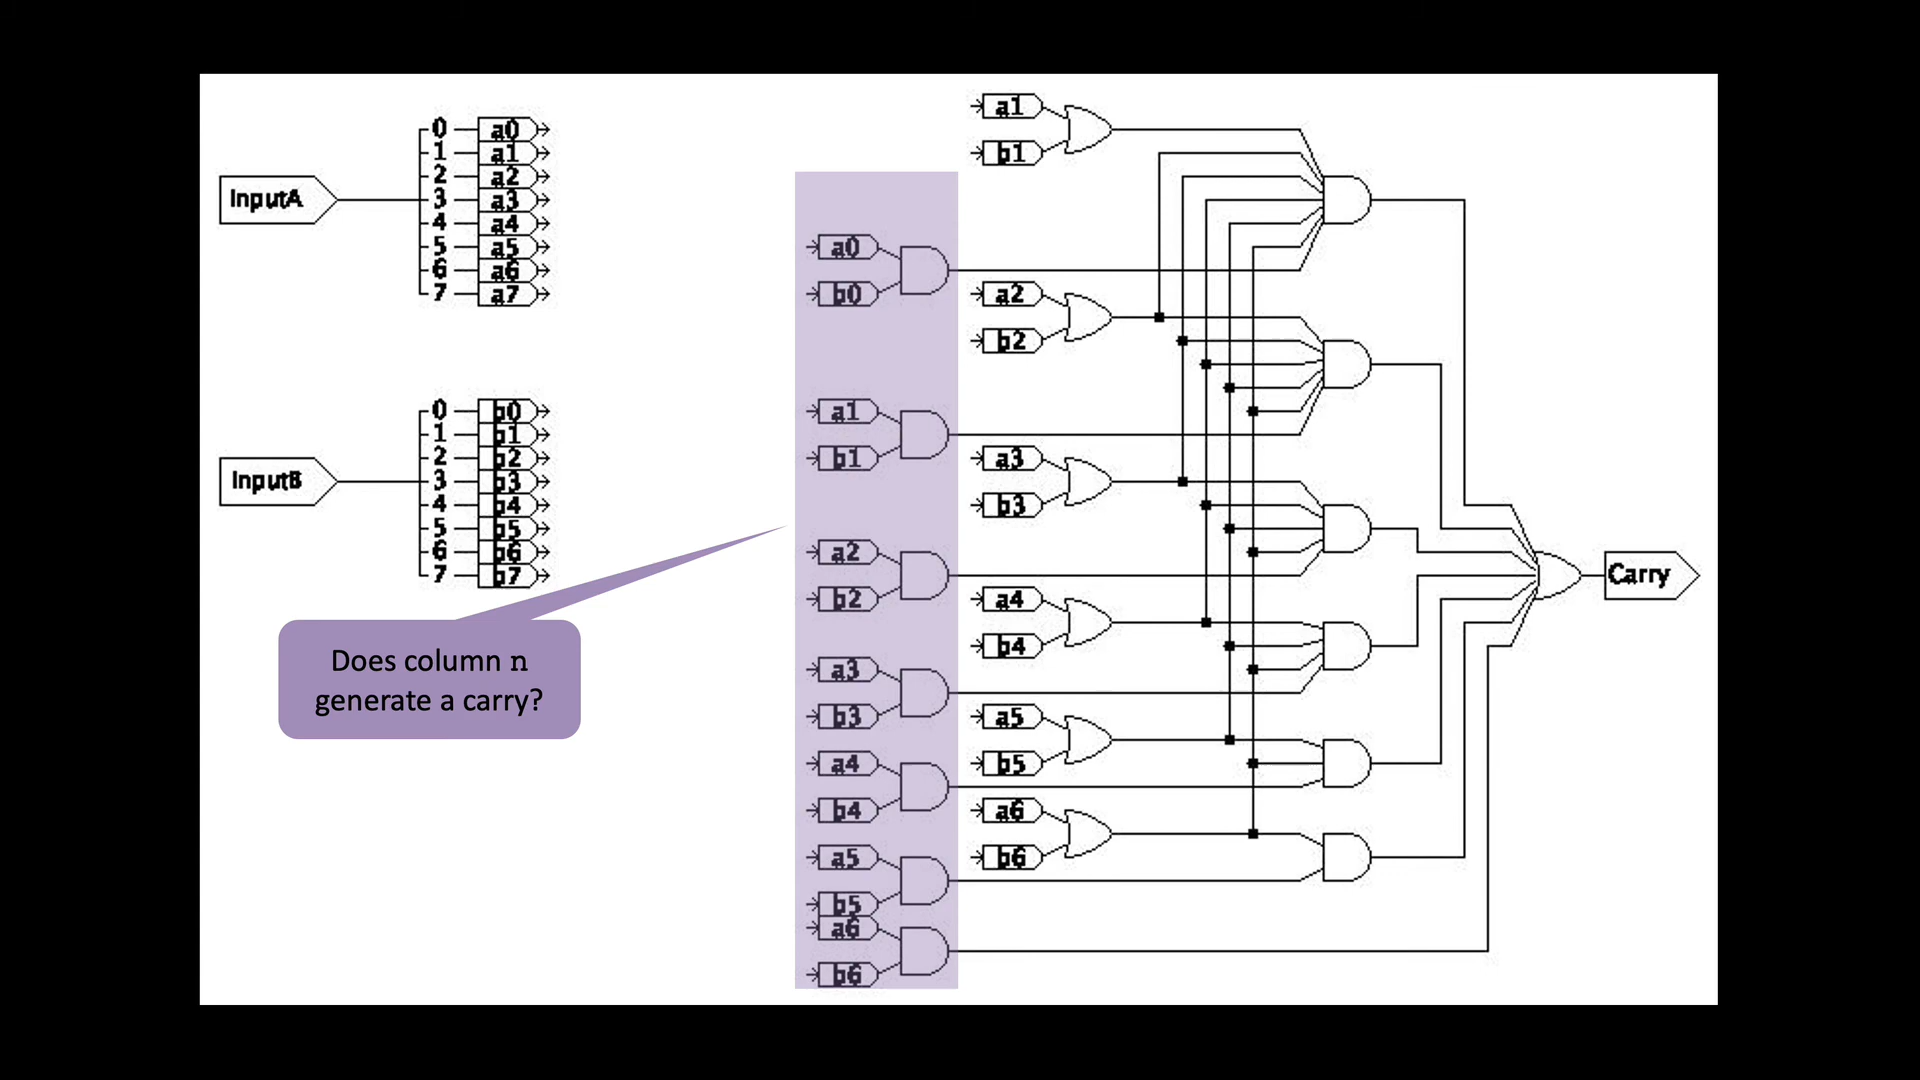 InputA
0 a0
1 a1
2 a2
3 a3
4 a4
5 a5
6 a6
7 a7
InputB
0 b0
1 b1
2 b2
3 b3
4 b4
5 b5
6 b6
7 b7
Does column n
generate a carry?
a0
b0
a1
b1
a2
b2
a3
b3
a4
b4
a5
b5
a6
b6
a1
b1
a2
b2
a3
b3
a4
b4
a5
b5
a6
b6
Carry